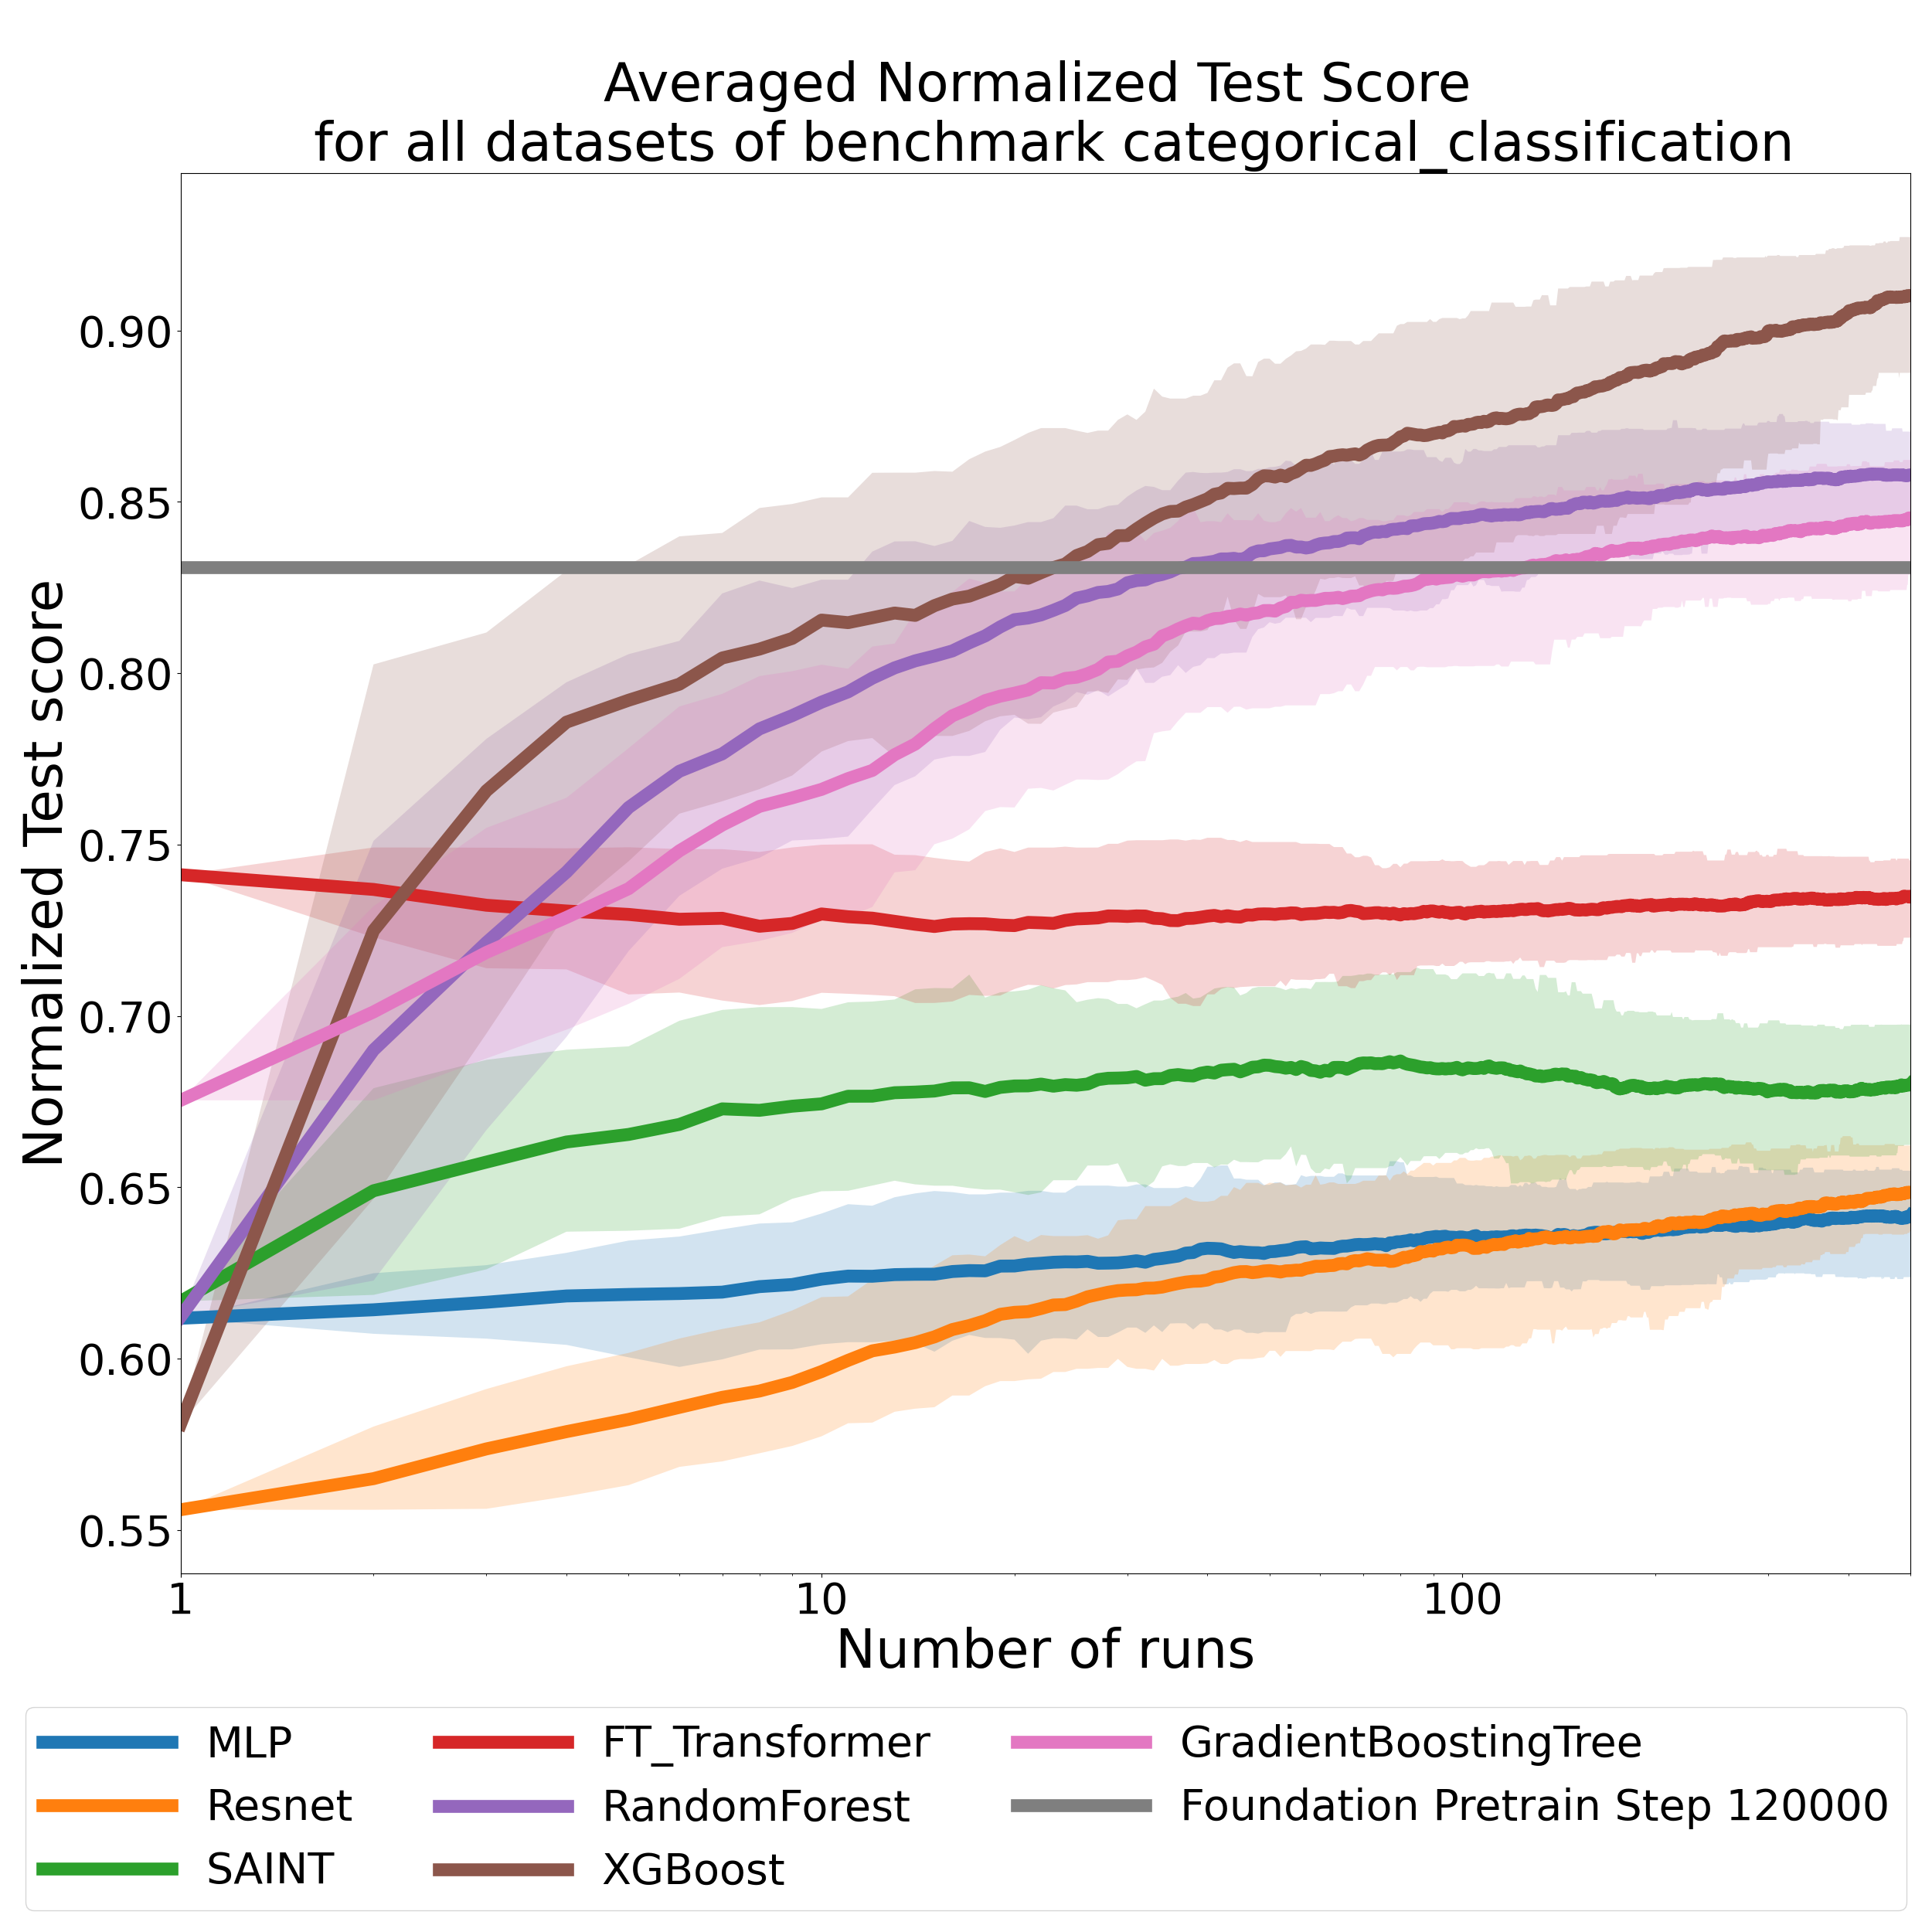 Averaged Normalized Test Score
for all datasets of benchmark categorical_classification
Normalized Test score
0.90
0.85
0.80
0.75
0.70
0.65
0.60
0.55
1
10
100
Number of runs
MLP
Resnet
SAINT
FT_Transformer
RandomForest
XGBoost
GradientBoostingTree
Foundation Pretrain Step 120000